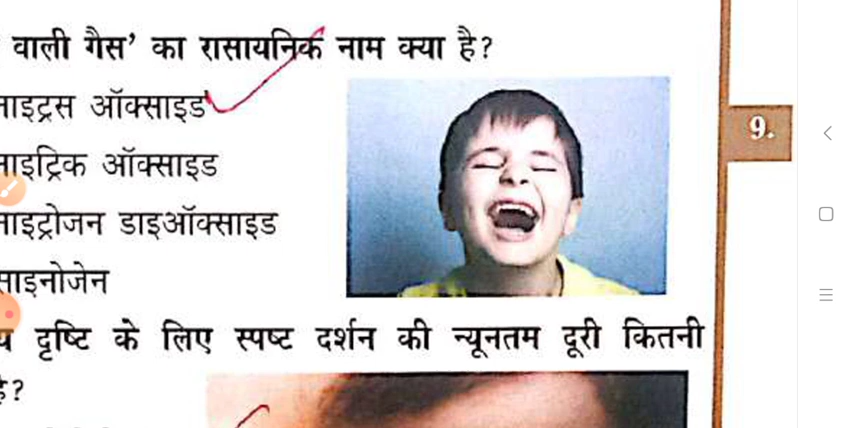 वाली गैस’ का रासायनिक नाम क्या है?
नाइट्रस ऑक्साइड
नाइट्रिक ऑक्साइड
नाइट्रोजन डाइऑक्साइड
साइनोजेन
9.
दृष्टि के लिए स्पष्ट दर्शन की न्यूनतम दूरी कितनी
है?